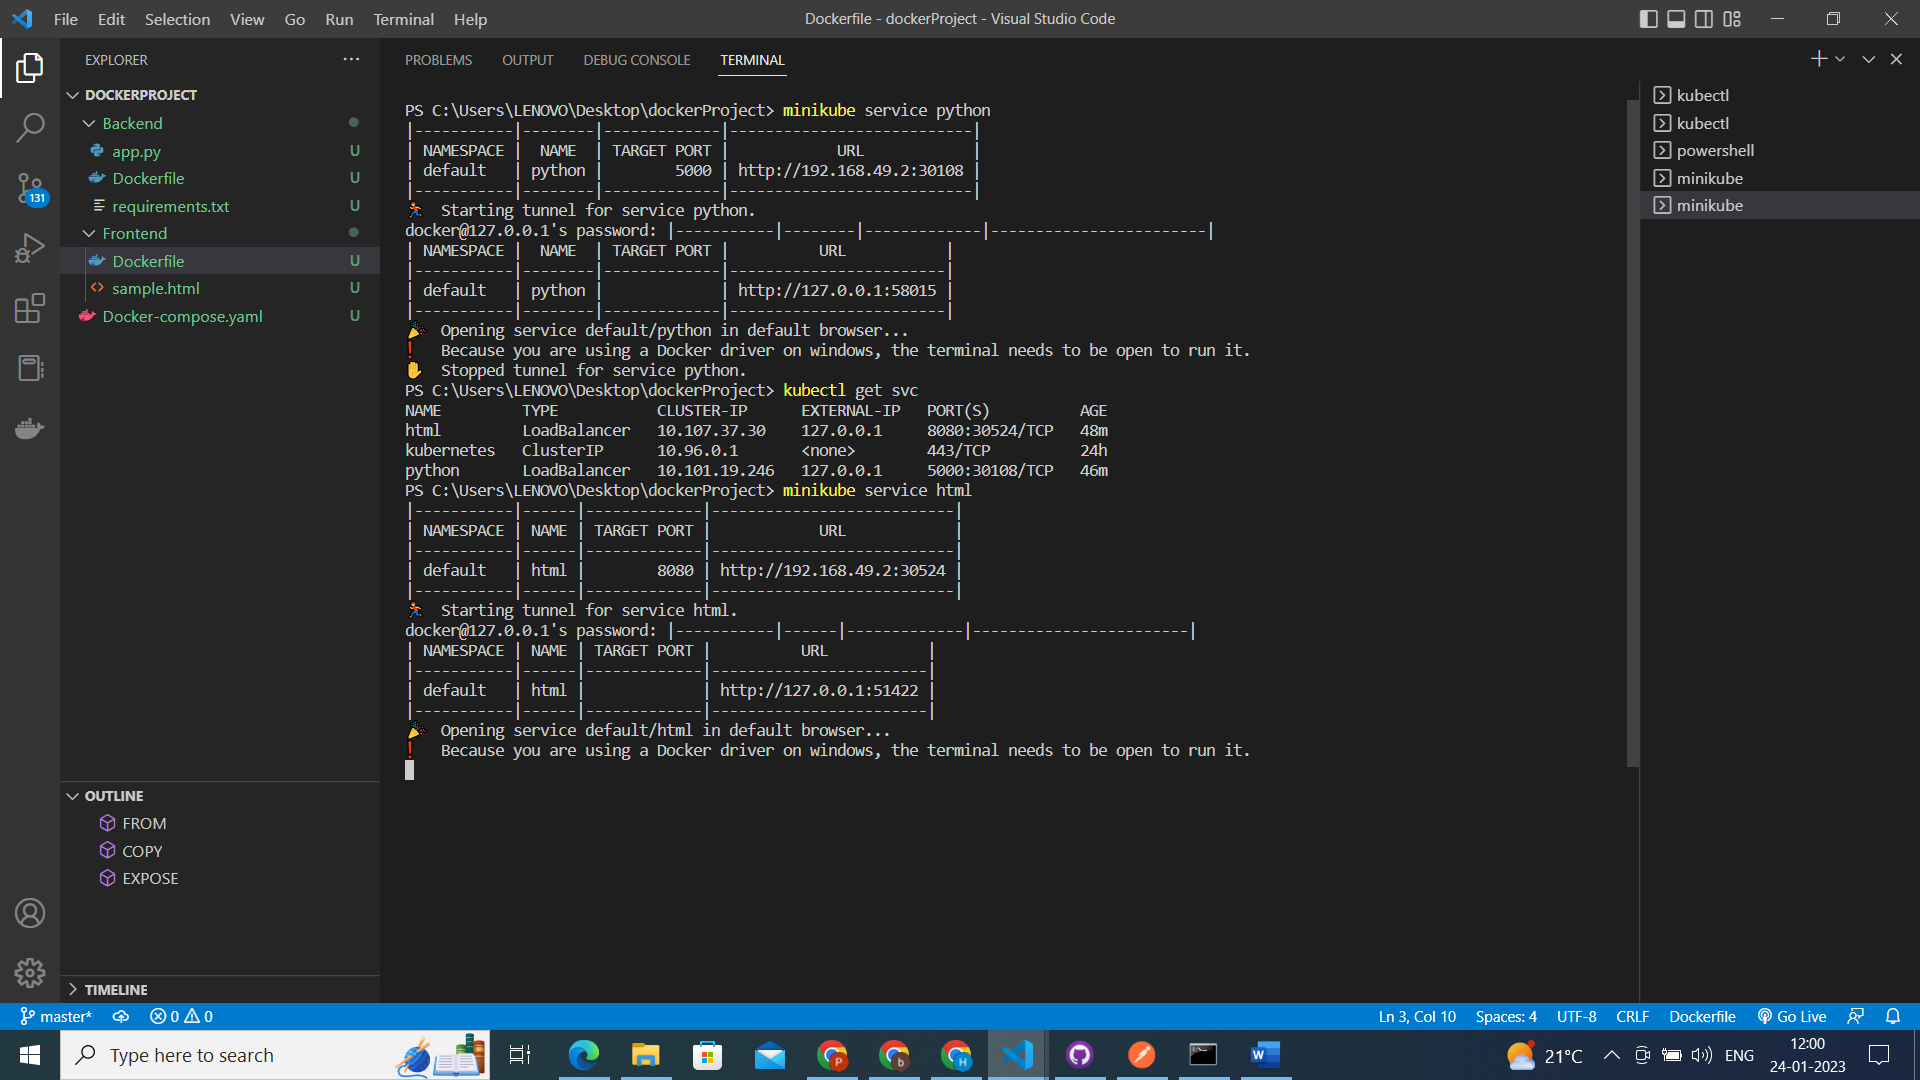 File Edit Selection View Go Run Terminal Help
Dockerfile - dockerProject - Visual Studio Code
EXPLORER
DOCKERPROJECT
Backend
app.py U
Dockerfile U
requirements.txt U
Frontend
Dockerfile U
sample.html U
Docker-compose.yaml U
131
OUTLINE
FROM
COPY
EXPOSE
TIMELINE
PROBLEMS OUTPUT DEBUG CONSOLE TERMINAL
PS C:\Users\LENOVO\Desktop\dockerProject> minikube service python
|-----------|--------|-------------|---------------------------|
| NAMESPACE | NAME | TARGET PORT | URL |
| default | python | 5000 | http://192.168.49.2:30108 |
|-----------|--------|-------------|---------------------------|
Starting tunnel for service python.
docker@127.0.0.1's password: |-----------|--------|-------------|------------------------|
| NAMESPACE | NAME | TARGET PORT | URL |
|-----------|--------|-------------|------------------------|
| default | python | | http://127.0.0.1:58015 |
|-----------|--------|-------------|------------------------|
Opening service default/python in default browser...
Because you are using a Docker driver on windows, the terminal needs to be open to run it.
Stopped tunnel for service python.
PS C:\Users\LENOVO\Desktop\dockerProject> kubectl get svc
NAME TYPE CLUSTER-IP EXTERNAL-IP PORT(S) AGE
html LoadBalancer 10.107.37.30 127.0.0.1 8080:30524/TCP 48m
kubernetes ClusterIP 10.96.0.1 <none> 443/TCP 24h
python LoadBalancer 10.101.19.246 127.0.0.1 5000:30108/TCP 46m
PS C:\Users\LENOVO\Desktop\dockerProject> minikube service html
|-----------|------|-------------|---------------------------|
| NAMESPACE | NAME | TARGET PORT | URL |
|-----------|------|-------------|---------------------------|
| default | html | 8080 | http://192.168.49.2:30524 |
|-----------|------|-------------|---------------------------|
Starting tunnel for service html.
docker@127.0.0.1's password: |-----------|------|-------------|------------------------|
| NAMESPACE | NAME | TARGET PORT | URL |
|-----------|------|-------------|------------------------|
| default | html | | http://127.0.0.1:51422 |
|-----------|------|-------------|------------------------|
Opening service default/html in default browser...
Because you are using a Docker driver on windows, the terminal needs to be open to run it.
kubectl
kubectl
powershell
minikube
minikube
master* 0 0
Ln 3, Col 10 Spaces: 4 UTF-8 CRLF Dockerfile Go Live
Type here to search
21°C ENG
12:00
24-01-2023